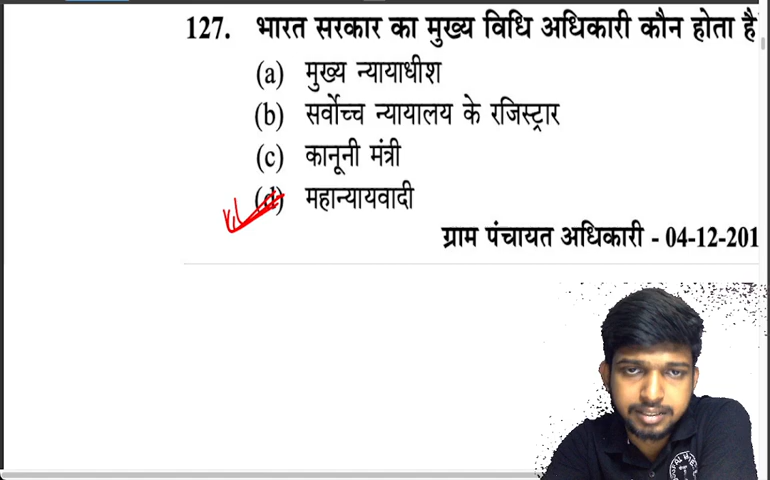 127. भारत सरकार का मुख्य विधि अधिकारी कौन होता है
(a) मुख्य न्यायाधीश
(b) सर्वोच्च न्यायालय के रजिस्ट्रार
(c) कानूनी मंत्री
(d) महान्यायवादी
ग्राम पंचायत अधिकारी - 04-12-201